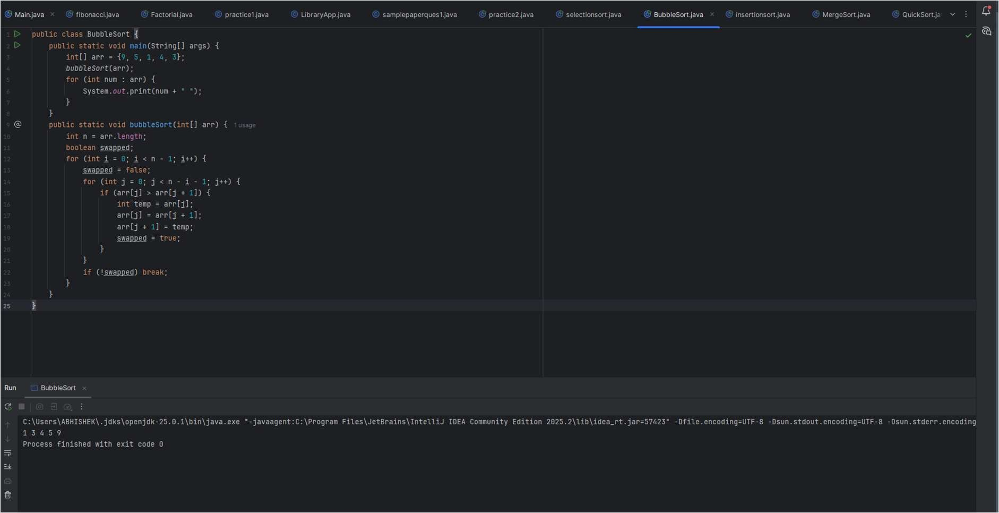 Main.java fibonacci.java Factorial.java practice1.java LibraryApp.java samplepaperques1.java practice2.java selectionsort.java BubbleSort.java insertionsort.java MergeSort.java QuickSort.ja
1 public class BubbleSort {
2     public static void main(String[] args) {
3         int[] arr = {9, 5, 1, 4, 3};
4         bubbleSort(arr);
5         for (int num : arr) {
6             System.out.print(num + " ");
7         }
8     }
9     public static void bubbleSort(int[] arr) { 1 usage
10         int n = arr.length;
11         boolean swapped;
12         for (int i = 0; i < n - 1; i++) {
13             swapped = false;
14             for (int j = 0; j < n - i - 1; j++) {
15                 if (arr[j] > arr[j + 1]) {
16                     int temp = arr[j];
17                     arr[j] = arr[j + 1];
18                     arr[j + 1] = temp;
19                     swapped = true;
20                 }
21             }
22             if (!swapped) break;
23         }
24     }
25 }
Run BubbleSort
C:\Users\ABHISHEK\.jdks\openjdk-25.0.1\bin\java.exe "-javaagent:C:\Program Files\JetBrains\IntelliJ IDEA Community Edition 2025.2\lib\idea_rt.jar=57423" -Dfile.encoding=UTF-8 -Dsun.stdout.encoding=UTF-8 -Dsun.stderr.encoding
1 3 4 5 9
Process finished with exit code 0